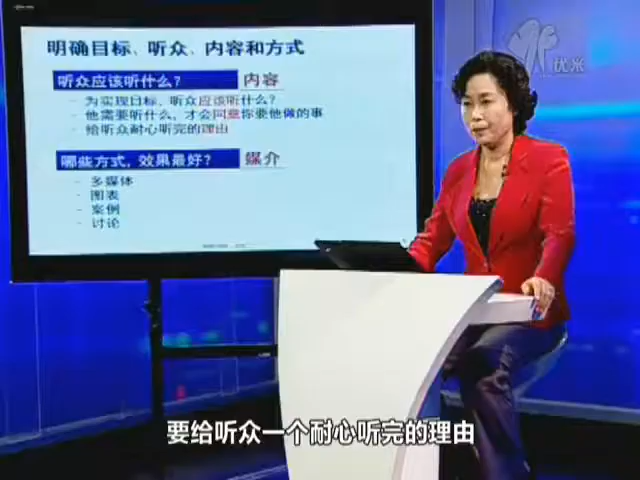 优米
明确目标、听众、内容和方式
听众应该听什么？ 内容
- 为实现目标，听众应该听什么？
- 他需要听什么，才会同意你要他做的事
- 给听众耐心听完的理由
哪些方式，效果最好？ 媒介
- 多媒体
- 图表
- 案例
- 讨论
要给听众一个耐心听完的理由